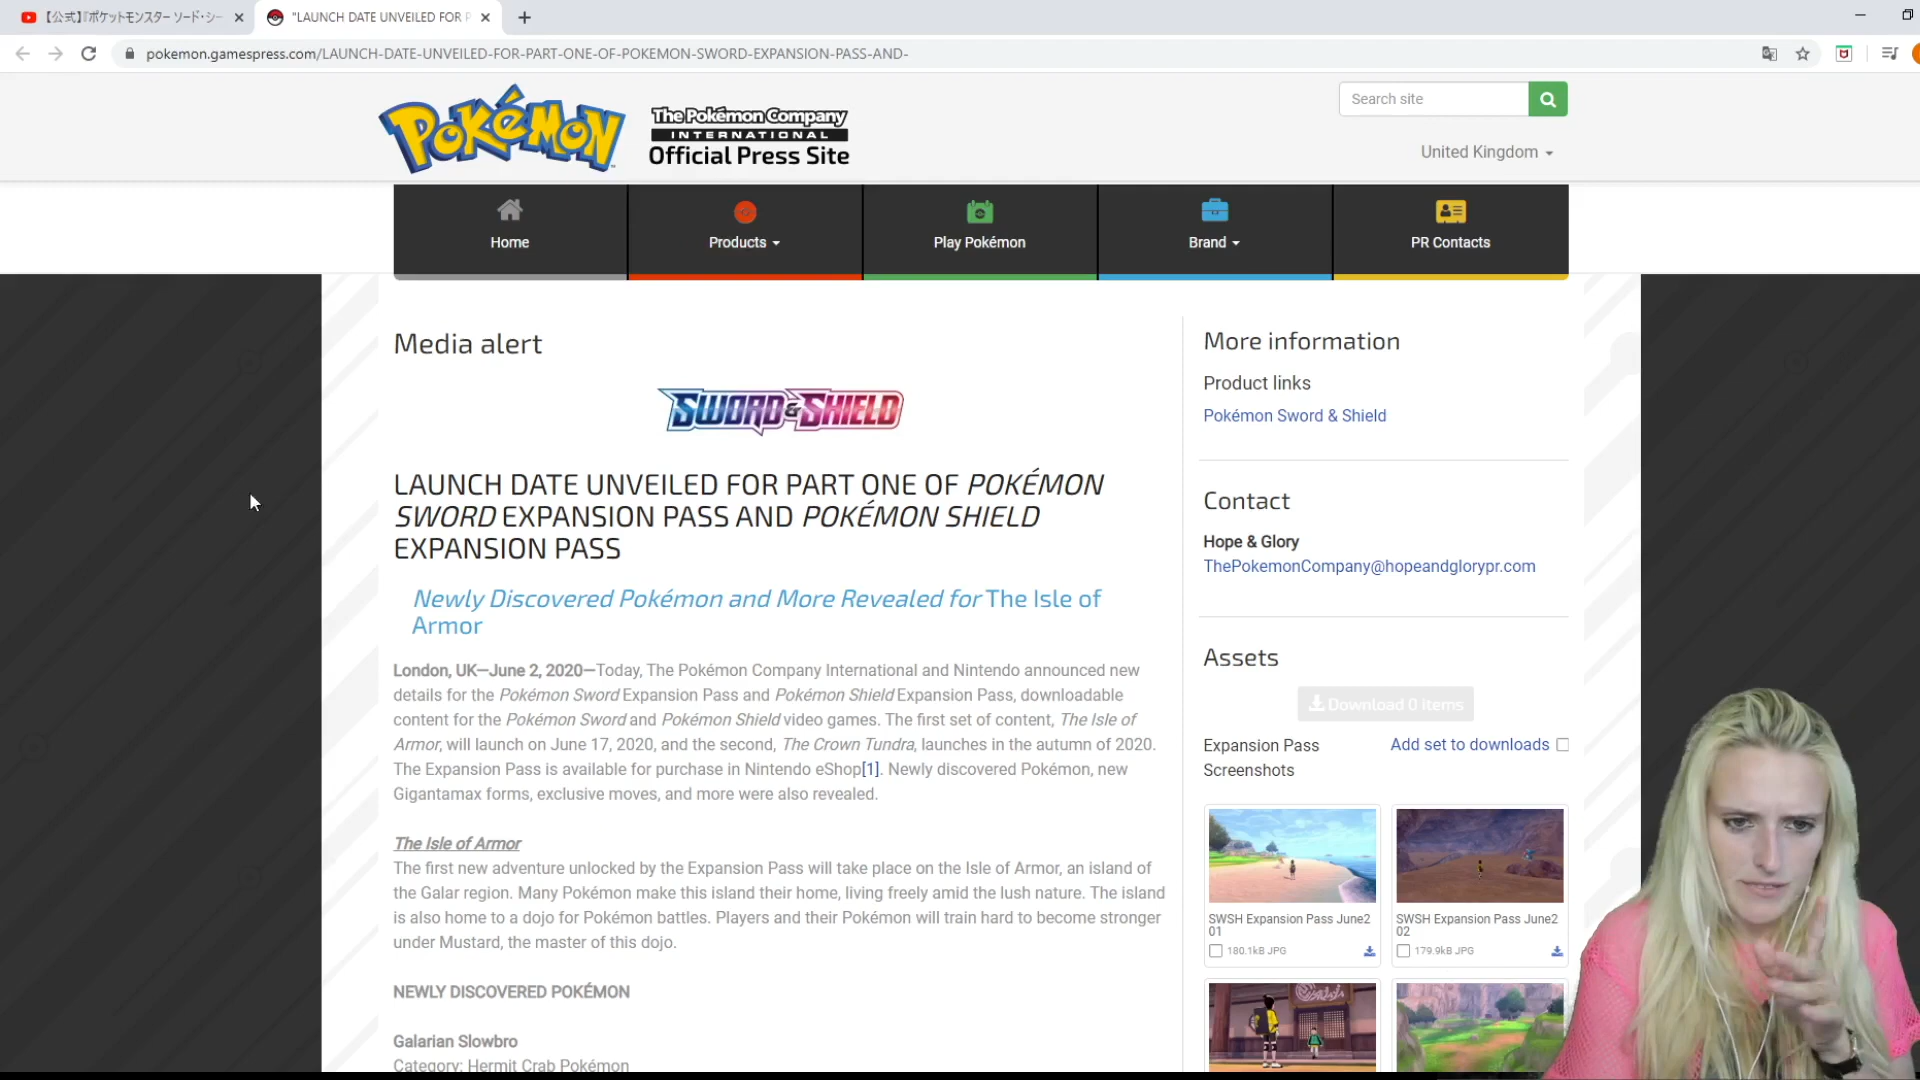 【公式】『ポケットモンスター ソード・シー
"LAUNCH DATE UNVEILED FOR P
pokemon.gamespress.com/LAUNCH-DATE-UNVEILED-FOR-PART-ONE-OF-POKEMON-SWORD-EXPANSION-PASS-AND-
POKéMON
The Pokémon Company
INTERNATIONAL
Official Press Site
Search site
United Kingdom
Home
Products
Play Pokémon
Brand
PR Contacts
Media alert
SWORD & SHIELD
LAUNCH DATE UNVEILED FOR PART ONE OF POKÉMON
SWORD EXPANSION PASS AND POKÉMON SHIELD
EXPANSION PASS
Newly Discovered Pokémon and More Revealed for The Isle of
Armor
London, UK—June 2, 2020—Today, The Pokémon Company International and Nintendo announced new
details for the Pokémon Sword Expansion Pass and Pokémon Shield Expansion Pass, downloadable
content for the Pokémon Sword and Pokémon Shield video games. The first set of content, The Isle of
Armor, will launch on June 17, 2020, and the second, The Crown Tundra, launches in the autumn of 2020.
The Expansion Pass is available for purchase in Nintendo eShop[1]. Newly discovered Pokémon, new
Gigantamax forms, exclusive moves, and more were also revealed.
The Isle of Armor
The first new adventure unlocked by the Expansion Pass will take place on the Isle of Armor, an island of
the Galar region. Many Pokémon make this island their home, living freely amid the lush nature. The island
is also home to a dojo for Pokémon battles. Players and their Pokémon will train hard to become stronger
under Mustard, the master of this dojo.
NEWLY DISCOVERED POKÉMON
Galarian Slowbro
Category: Hermit Crab Pokémon
More information
Product links
Pokémon Sword & Shield
Contact
Hope & Glory
ThePokemonCompany@hopeandglorypr.com
Assets
Download 0 items
Expansion Pass
Screenshots
Add set to downloads
SWSH Expansion Pass June2
01
180.1kB JPG
SWSH Expansion Pass June2
02
179.9kB JPG